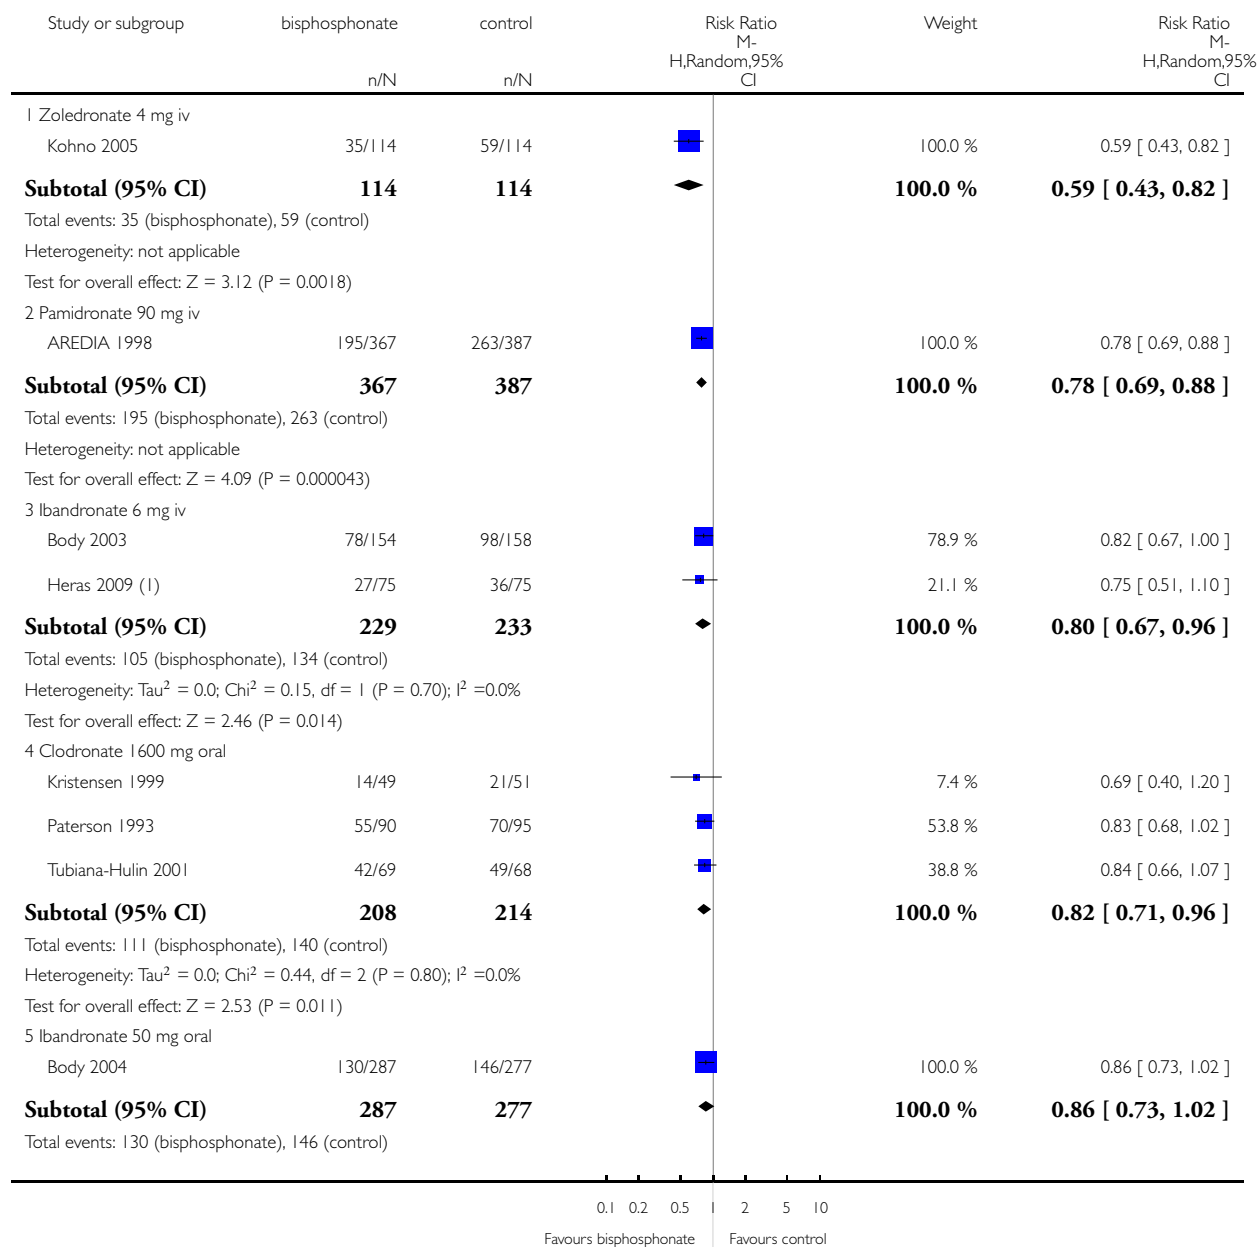 Study or subgroup bisphosphonate control Risk Ratio Weight Risk Ratio
M- M-
H,Random,95% H,Random,95%
n/N n/N CI CI
1 Zoledronate 4 mg iv
Kohno 2005 35/114 59/114 100.0 % 0.59 [ 0.43, 0.82 ]
Subtotal (95% CI) 114 114 100.0 % 0.59 [ 0.43, 0.82 ]
Total events: 35 (bisphosphonate), 59 (control)
Heterogeneity: not applicable
Test for overall effect: Z = 3.12 (P = 0.0018)
2 Pamidronate 90 mg iv
AREDIA 1998 195/367 263/387 100.0 % 0.78 [ 0.69, 0.88 ]
Subtotal (95% CI) 367 387 100.0 % 0.78 [ 0.69, 0.88 ]
Total events: 195 (bisphosphonate), 263 (control)
Heterogeneity: not applicable
Test for overall effect: Z = 4.09 (P = 0.000043)
3 Ibandronate 6 mg iv
Body 2003 78/154 98/158 78.9 % 0.82 [ 0.67, 1.00 ]
Heras 2009 (1) 27/75 36/75 21.1 % 0.75 [ 0.51, 1.10 ]
Subtotal (95% CI) 229 233 100.0 % 0.80 [ 0.67, 0.96 ]
Total events: 105 (bisphosphonate), 134 (control)
Heterogeneity: Tau² = 0.0; Chi² = 0.15, df = 1 (P = 0.70); I² =0.0%
Test for overall effect: Z = 2.46 (P = 0.014)
4 Clodronate 1600 mg oral
Kristensen 1999 14/49 21/51 7.4 % 0.69 [ 0.40, 1.20 ]
Paterson 1993 55/90 70/95 53.8 % 0.83 [ 0.68, 1.02 ]
Tubiana-Hulin 2001 42/69 49/68 38.8 % 0.84 [ 0.66, 1.07 ]
Subtotal (95% CI) 208 214 100.0 % 0.82 [ 0.71, 0.96 ]
Total events: 111 (bisphosphonate), 140 (control)
Heterogeneity: Tau² = 0.0; Chi² = 0.44, df = 2 (P = 0.80); I² =0.0%
Test for overall effect: Z = 2.53 (P = 0.011)
5 Ibandronate 50 mg oral
Body 2004 130/287 146/277 100.0 % 0.86 [ 0.73, 1.02 ]
Subtotal (95% CI) 287 277 100.0 % 0.86 [ 0.73, 1.02 ]
Total events: 130 (bisphosphonate), 146 (control)
0.1 0.2 0.5 1 2 5 10
Favours bisphosphonate Favours control